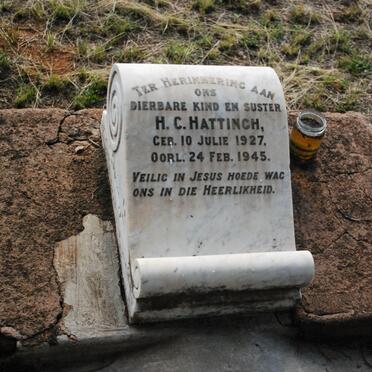 TER HERINNERING AAN
ONS
DIERBARE KIND EN SUSTER
H. C. HATTINGH,
GEB. 10 JULIE 1927,
OORL. 24 FEB. 1945.
VEILIG IN JESUS HOEDE WAG
ONS IN DIE HEERLIKHEID.